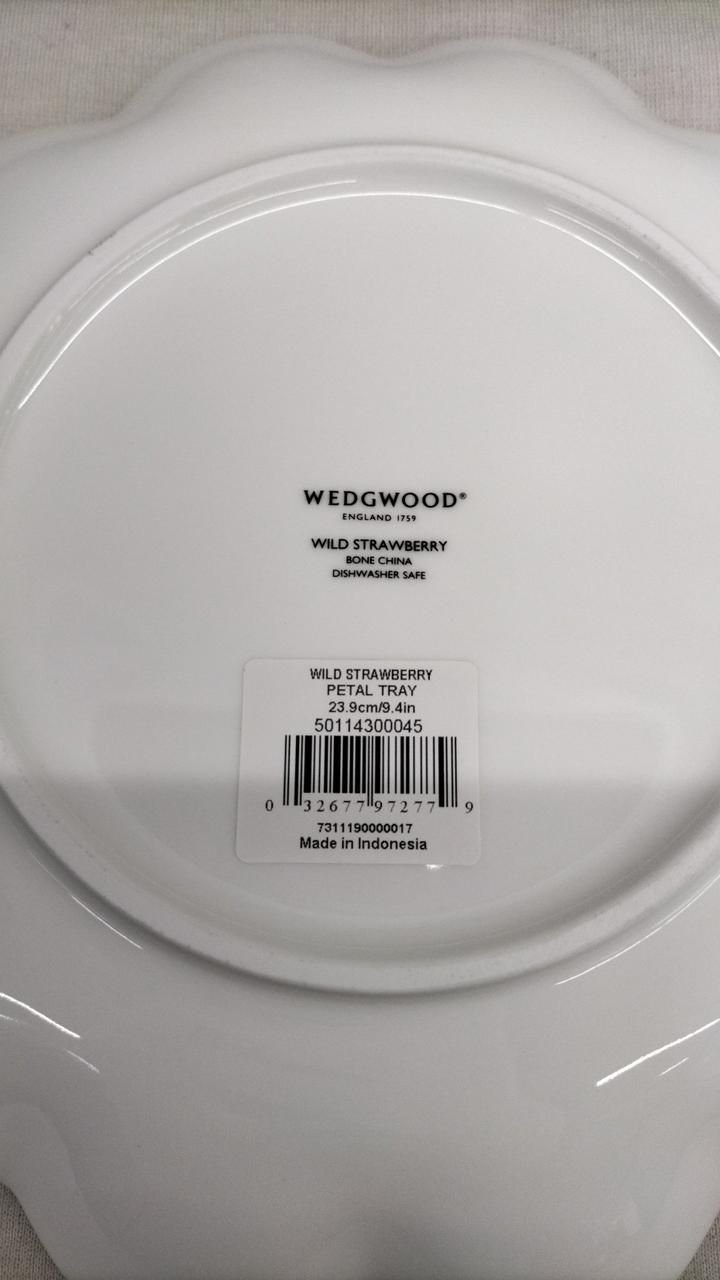 WEDGWOOD®
ENGLAND 1759
WILD STRAWBERRY
BONE CHINA
DISHWASHER SAFE
WILD STRAWBERRY
PETAL TRAY
23.9cm/9.4in
50114300045
0 32677 97277 9
7311190000017
Made in Indonesia